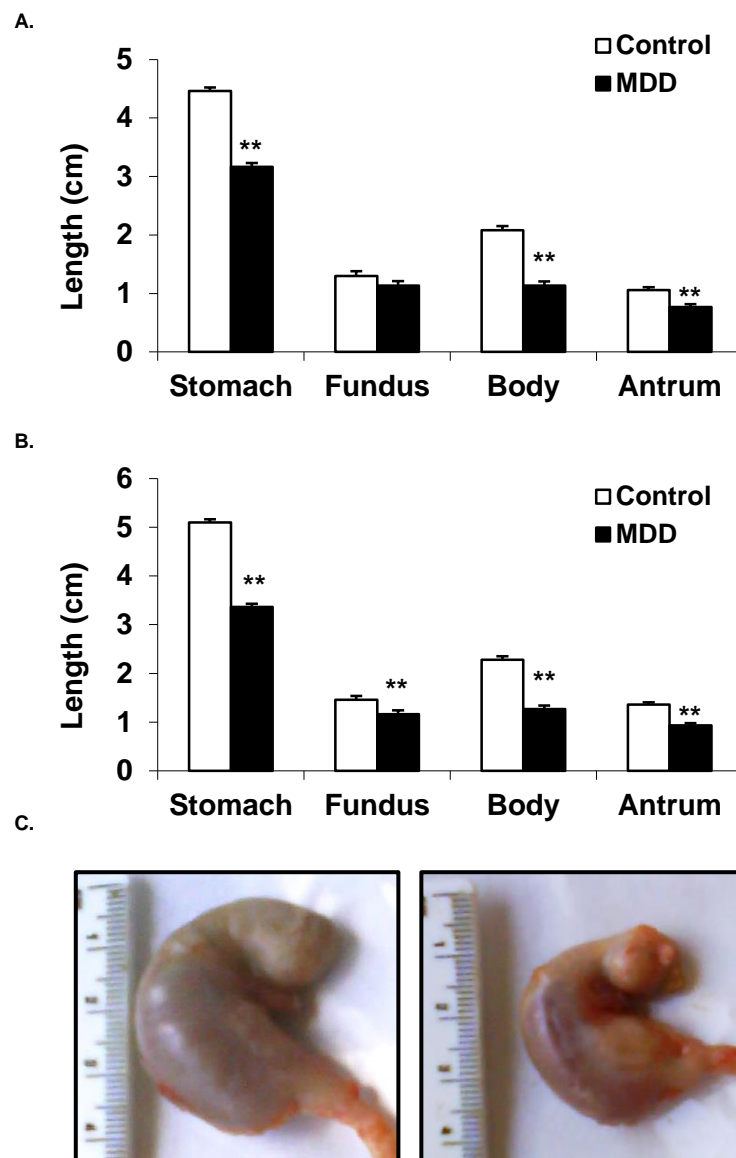 A.
Control
MDD
Length (cm)
5
4
3
2
1
0
**
**
**
Stomach Fundus Body Antrum
B.
Control
MDD
Length (cm)
6
5
4
3
2
1
0
**
**
**
**
Stomach Fundus Body Antrum
C.